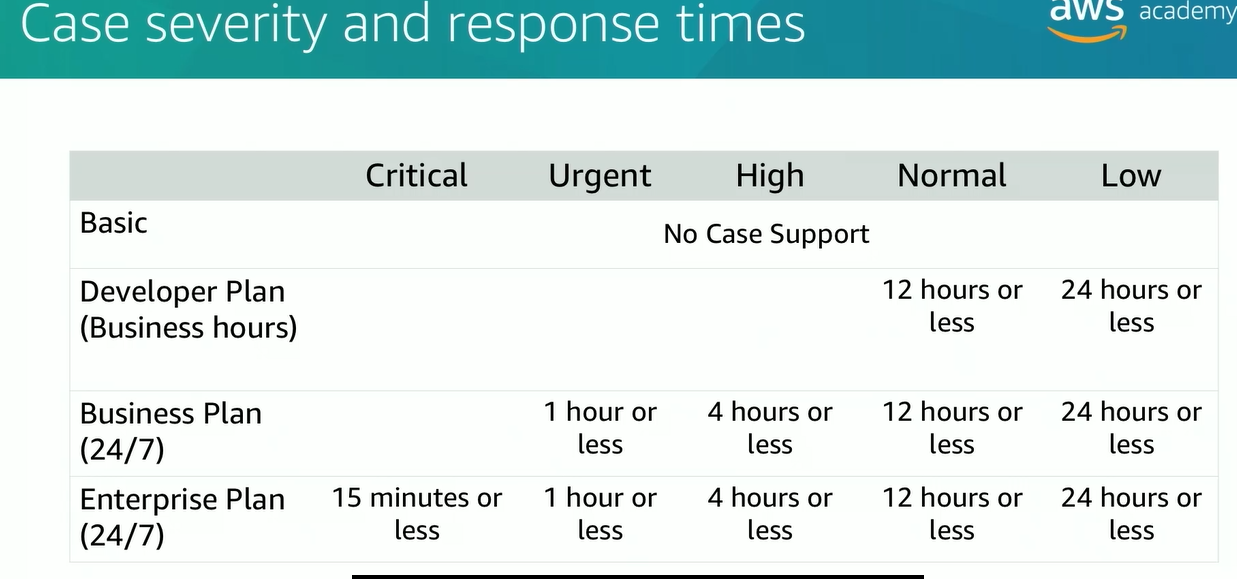 Case severity and response times
aws academy
Critical Urgent High Normal Low
Basic
No Case Support
Developer Plan
(Business hours)
12 hours or
less
24 hours or
less
Business Plan
(24/7)
1 hour or
less
4 hours or
less
12 hours or
less
24 hours or
less
Enterprise Plan
(24/7)
15 minutes or
less
1 hour or
less
4 hours or
less
12 hours or
less
24 hours or
less